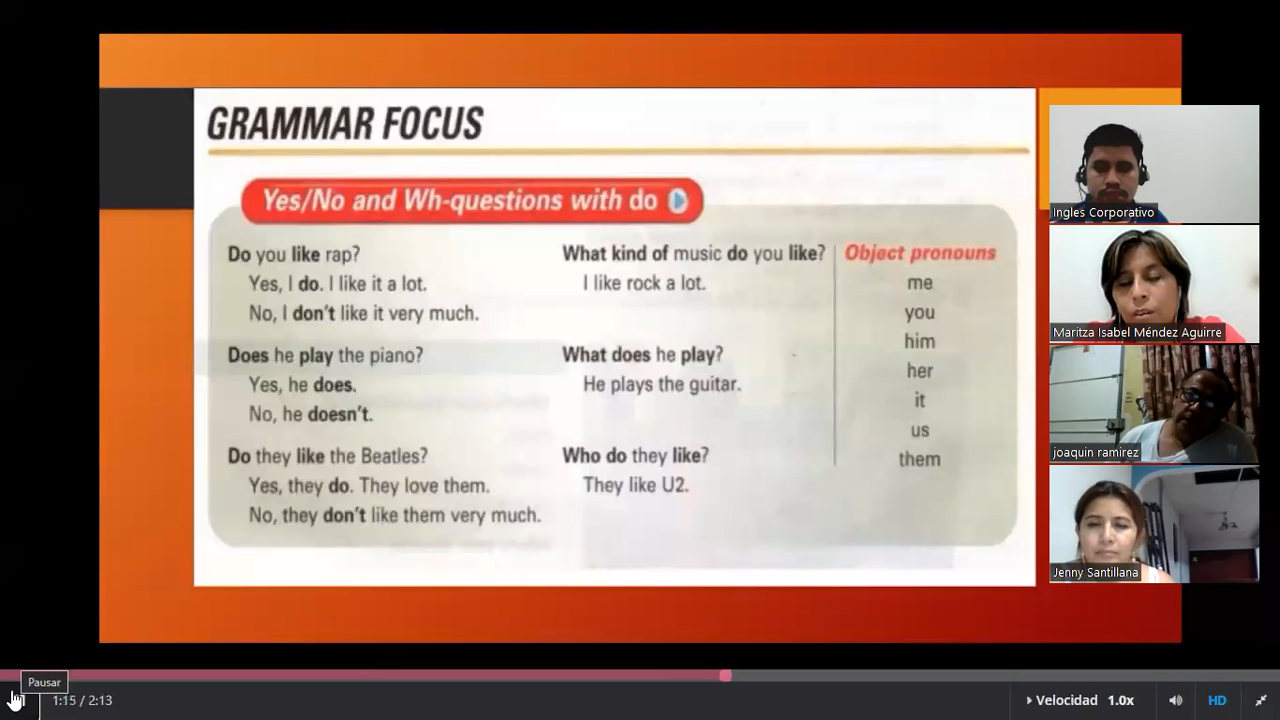 GRAMMAR FOCUS
Yes/No and Wh-questions with do
Do you like rap?
Yes, I do. I like it a lot.
No, I don't like it very much.
Does he play the piano?
Yes, he does.
No, he doesn't.
Do they like the Beatles?
Yes, they do. They love them.
No, they don't like them very much.
What kind of music do you like?
I like rock a lot.
What does he play?
He plays the guitar.
Who do they like?
They like U2.
Object pronouns
me
you
him
her
it
us
them
Ingles Corporativo
Maritza Isabel Méndez Aguirre
joaquin ramirez
Jenny Santillana
Pausar
1:15 / 2:13
Velocidad 1.0x
HD